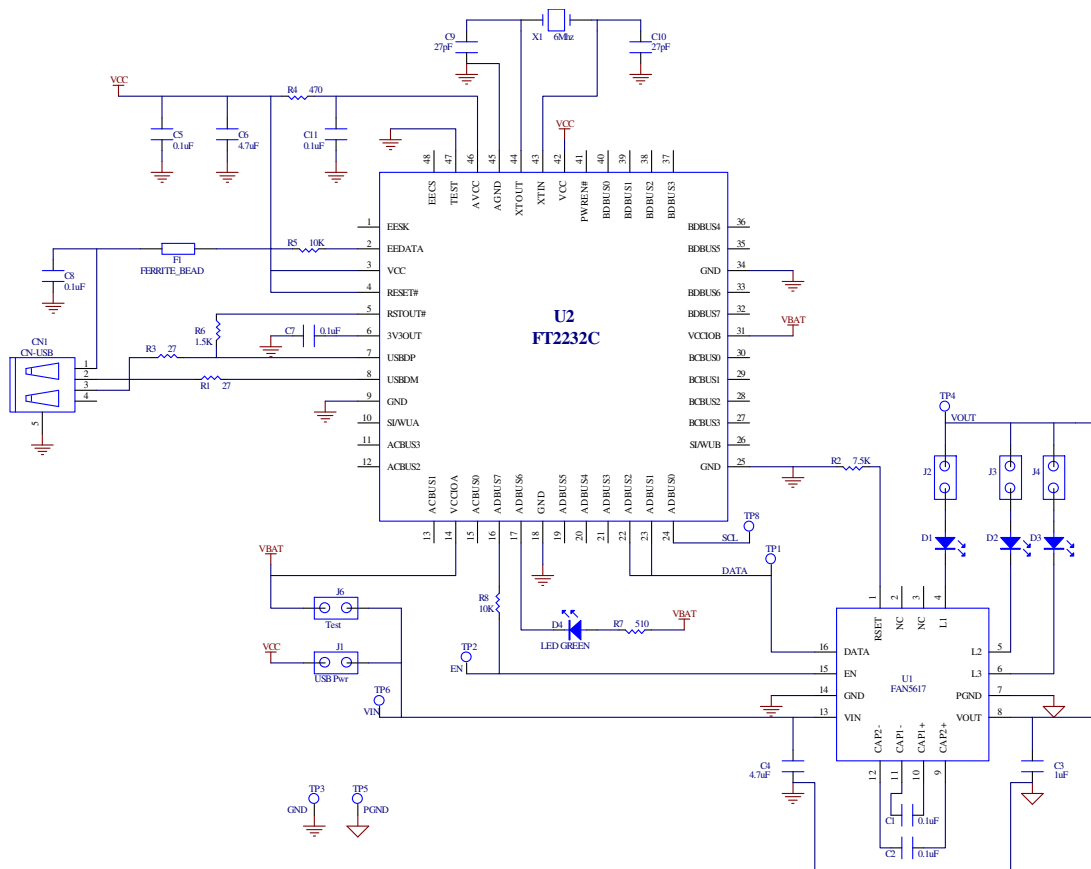 C9
27pF
X1 6Mhz
C10
27pF
VCC
R4 470
C5
0.1uF
C6
4.7uF
C11
0.1uF
VCC
48 47 46 45 44 43 42 41 40 39 38 37
EECS TEST AVCC AGND XTOUT XTIN VCC PWREN# BDBUS0 BDBUS1 BDBUS2 BDBUS3
1 EESK
2 EEDATA
3 VCC
4 RESET#
5 RSTOUT#
6 3V3OUT
7 USBDP
8 USBDM
9 GND
10 SI/WUA
11 ACBUS3
12 ACBUS2
BDBUS4 36
BDBUS5 35
GND 34
BDBUS6 33
BDBUS7 32
VCCIOB 31
BCBUS0 30
BCBUS1 29
BCBUS2 28
BCBUS3 27
SI/WUB 26
GND 25
U2
FT2232C
VBAT
R5 10K
F1
FERRITE_BEAD
C8
0.1uF
R6
1.5K
C7 0.1uF
CN1
CN-USB
1
2
3
4
5
R3 27
R1 27
ACBUS1 VCCIOA ACBUS0 ADBUS7 ADBUS6 GND ADBUS5 ADBUS4 ADBUS3 ADBUS2 ADBUS1 ADBUS0
13 14 15 16 17 18 19 20 21 22 23 24
R2 7.5K
TP4
VOUT
J2
J3
J4
D1
D2
D3
TP8
SCL
TP1
DATA
VBAT
J6
Test
VCC
J1
USB Pwr
R8
10K
D4
LED GREEN
R7 510
VBAT
TP2
EN
TP6
VIN
1 2 3 4
RSET NC NC L1
16 DATA
15 EN
14 GND
13 VIN
L2 5
L3 6
PGND 7
VOUT 8
U1
FAN5617
CAP2- CAP1- CAP1+ CAP2+
12 11 10 9
C4
4.7uF
C3
1uF
C1 0.1uF
C2 0.1uF
TP3
GND
TP5
PGND